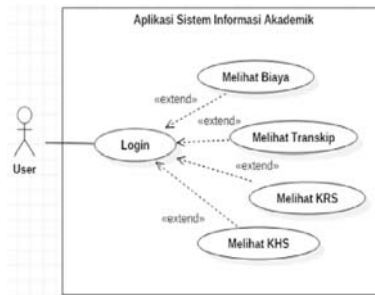 Aplikasi Sistem Informasi Akademik
Melihat Biaya
«extend»
«extend»
Login
Melihat Transkip
User
«extend»
Melihat KRS
«extend»
Melihat KHS